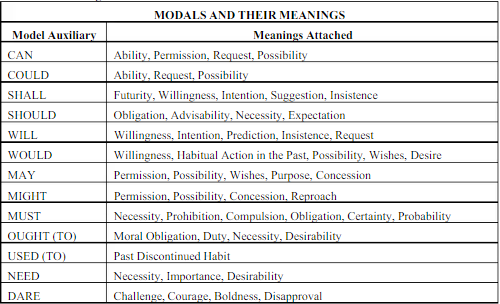 MODALS AND THEIR MEANINGS
Model Auxiliary Meanings Attached
CAN Ability, Permission, Request, Possibility
COULD Ability, Request, Possibility
SHALL Futurity, Willingness, Intention, Suggestion, Insistence
SHOULD Obligation, Advisability, Necessity, Expectation
WILL Willingness, Intention, Prediction, Insistence, Request
WOULD Willingness, Habitual Action in the Past, Possibility, Wishes, Desire
MAY Permission, Possibility, Wishes, Purpose, Concession
MIGHT Permission, Possibility, Concession, Reproach
MUST Necessity, Prohibition, Compulsion, Obligation, Certainty, Probability
OUGHT (TO) Moral Obligation, Duty, Necessity, Desirability
USED (TO) Past Discontinued Habit
NEED Necessity, Importance, Desirability
DARE Challenge, Courage, Boldness, Disapproval